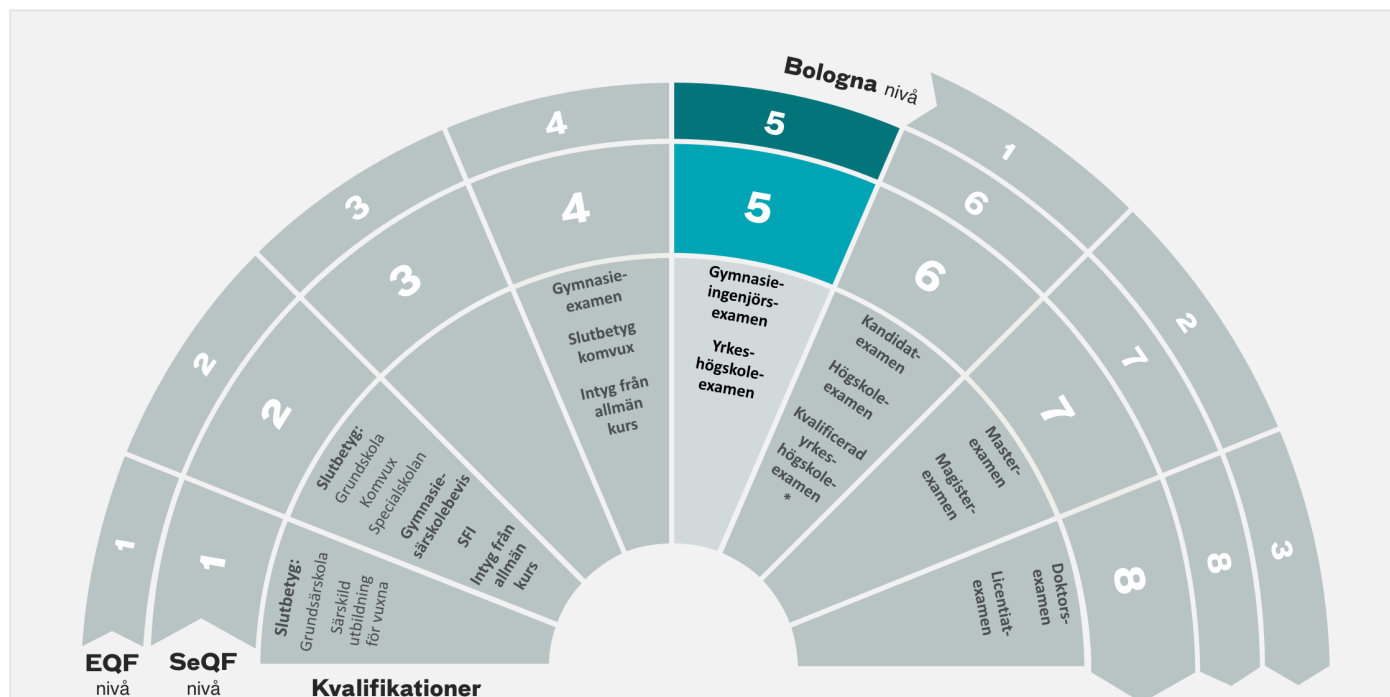 Bologna nivå
1
2
3
1
2
3
4
5
6
7
8
1
2
3
4
5
6
7
8
Slutbetyg:
Grundsärskola
Särskild
utbildning
för vuxna
Slutbetyg:
Grundskola
Komvux
Specialskolan
Gymnasie-
särskolebevis
SFI
Intyg från
allmän
kurs
Gymnasie-
examen
Slutbetyg
komvux
Intyg från
allmän
kurs
Gymnasie-
ingenjörs-
examen
Yrkes-
högskole-
examen
Kandidat-
examen
Högskole-
examen
Kvalificerad
yrkes-
högskole-
examen
*
Master-
examen
Magister-
examen
Doktors-
examen
Licentiat-
examen
EQF
nivå
SeQF
nivå
Kvalifikationer